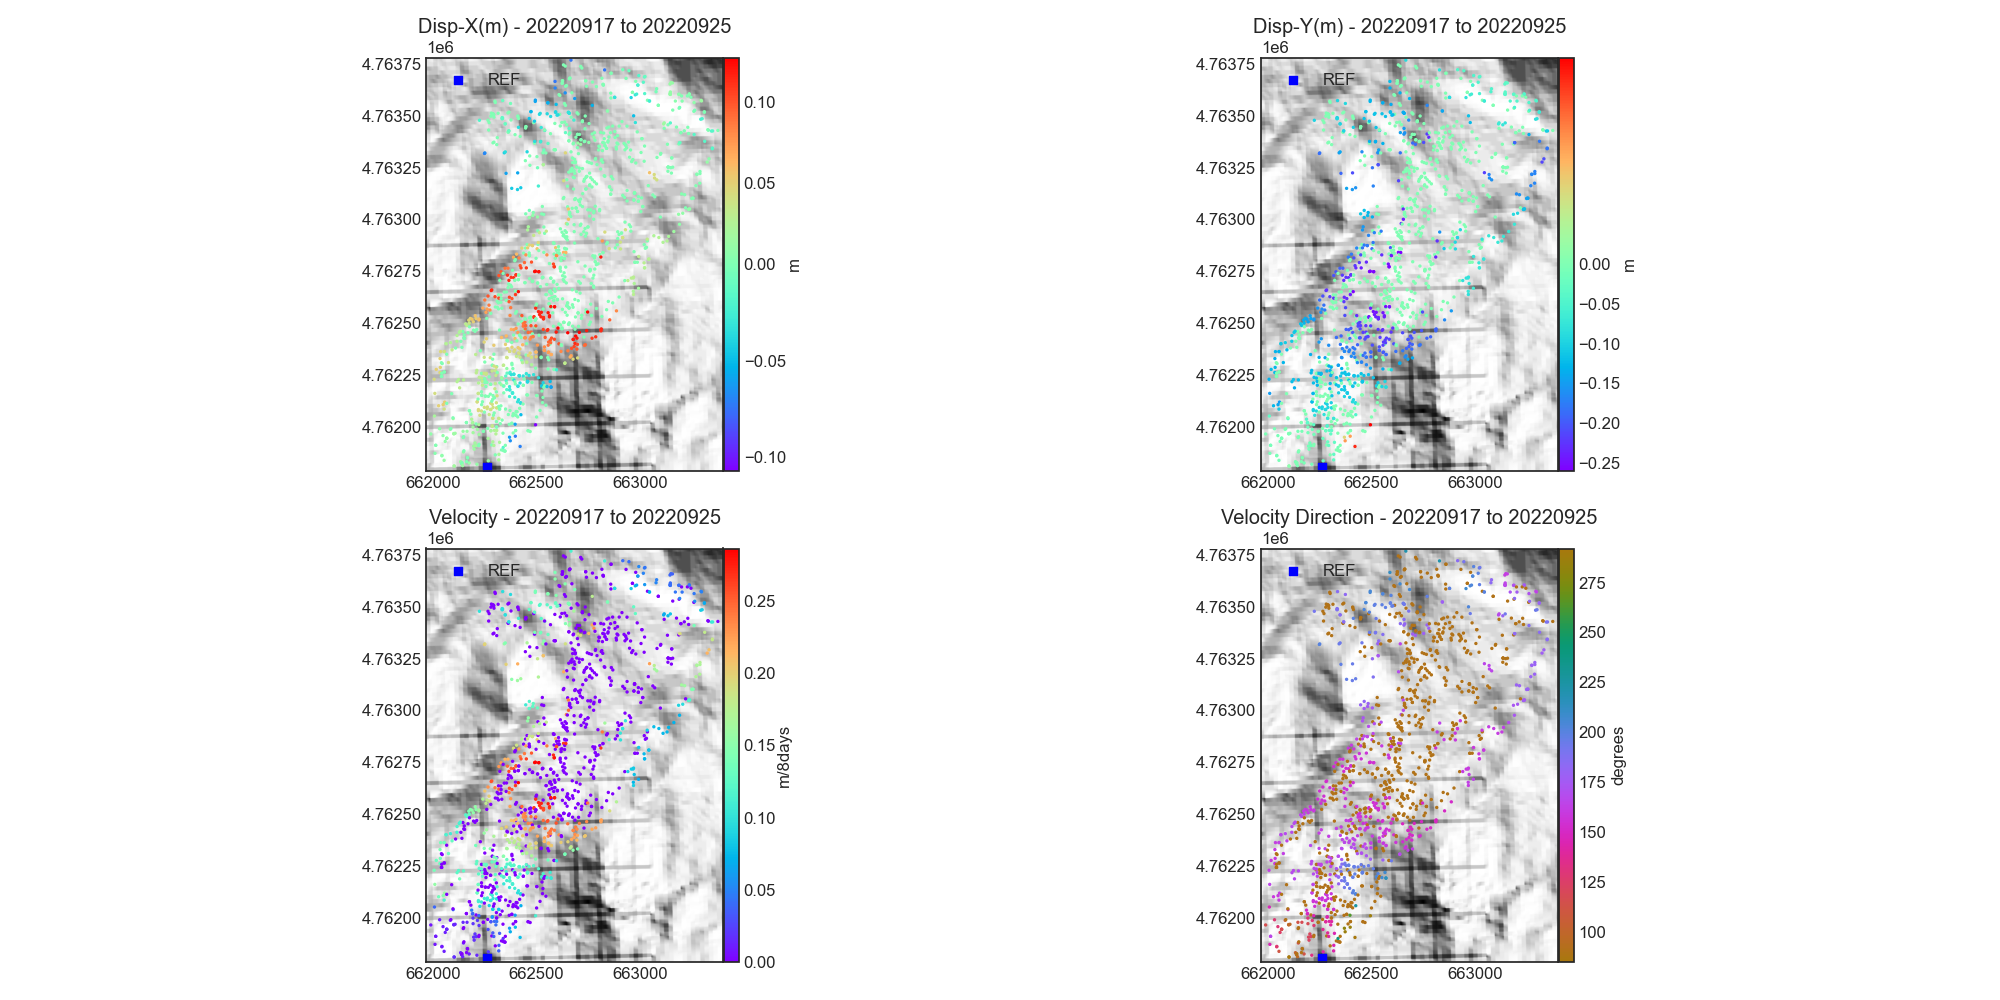 Disp-X(m) - 20220917 to 20220925
1e6
REF
4.76375
4.76350
4.76325
4.76300
4.76275
4.76250
4.76225
4.76200
662000 662500 663000
0.10
0.05
0.00
−0.05
−0.10
m
Disp-Y(m) - 20220917 to 20220925
1e6
REF
4.76375
4.76350
4.76325
4.76300
4.76275
4.76250
4.76225
4.76200
662000 662500 663000
0.00
−0.05
−0.10
−0.15
−0.20
−0.25
m
Velocity - 20220917 to 20220925
1e6
REF
4.76375
4.76350
4.76325
4.76300
4.76275
4.76250
4.76225
4.76200
662000 662500 663000
0.25
0.20
0.15
0.10
0.05
0.00
m/8days
Velocity Direction - 20220917 to 20220925
1e6
REF
4.76375
4.76350
4.76325
4.76300
4.76275
4.76250
4.76225
4.76200
662000 662500 663000
275
250
225
200
175
150
125
100
degrees